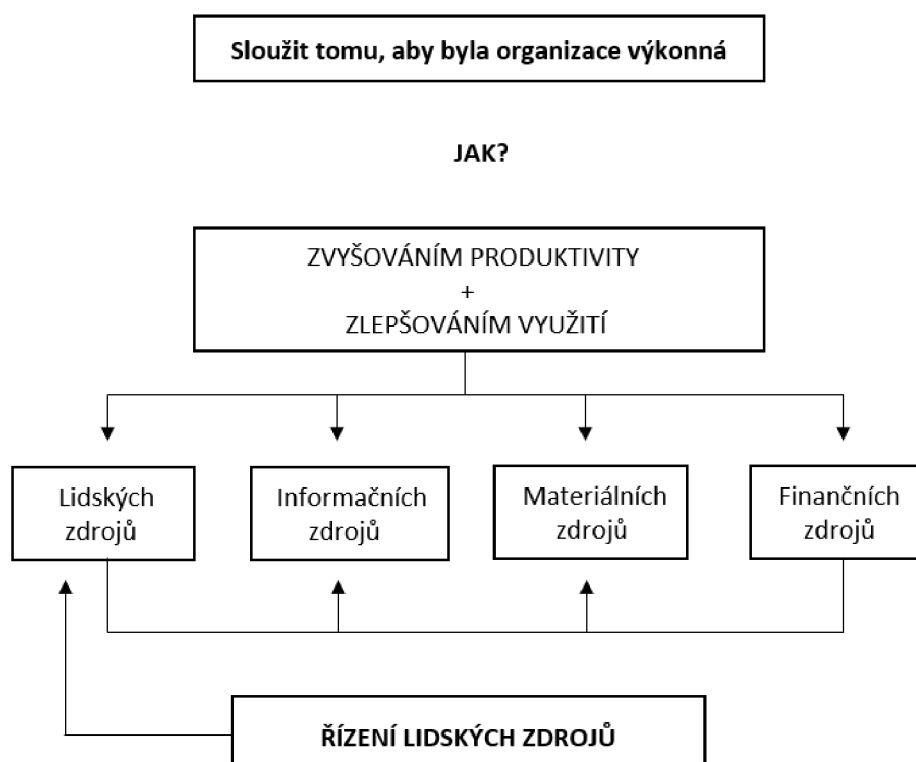 Sloužit tomu, aby byla organizace výkonná
JAK?
ZVYŠOVÁNÍM PRODUKTIVITY
+
ZLEPŠOVÁNÍM VYUŽITÍ
Lidských
zdrojů
Informačních
zdrojů
Materiálních
zdrojů
Finančních
zdrojů
ŘÍZENÍ LIDSKÝCH ZDROJŮ